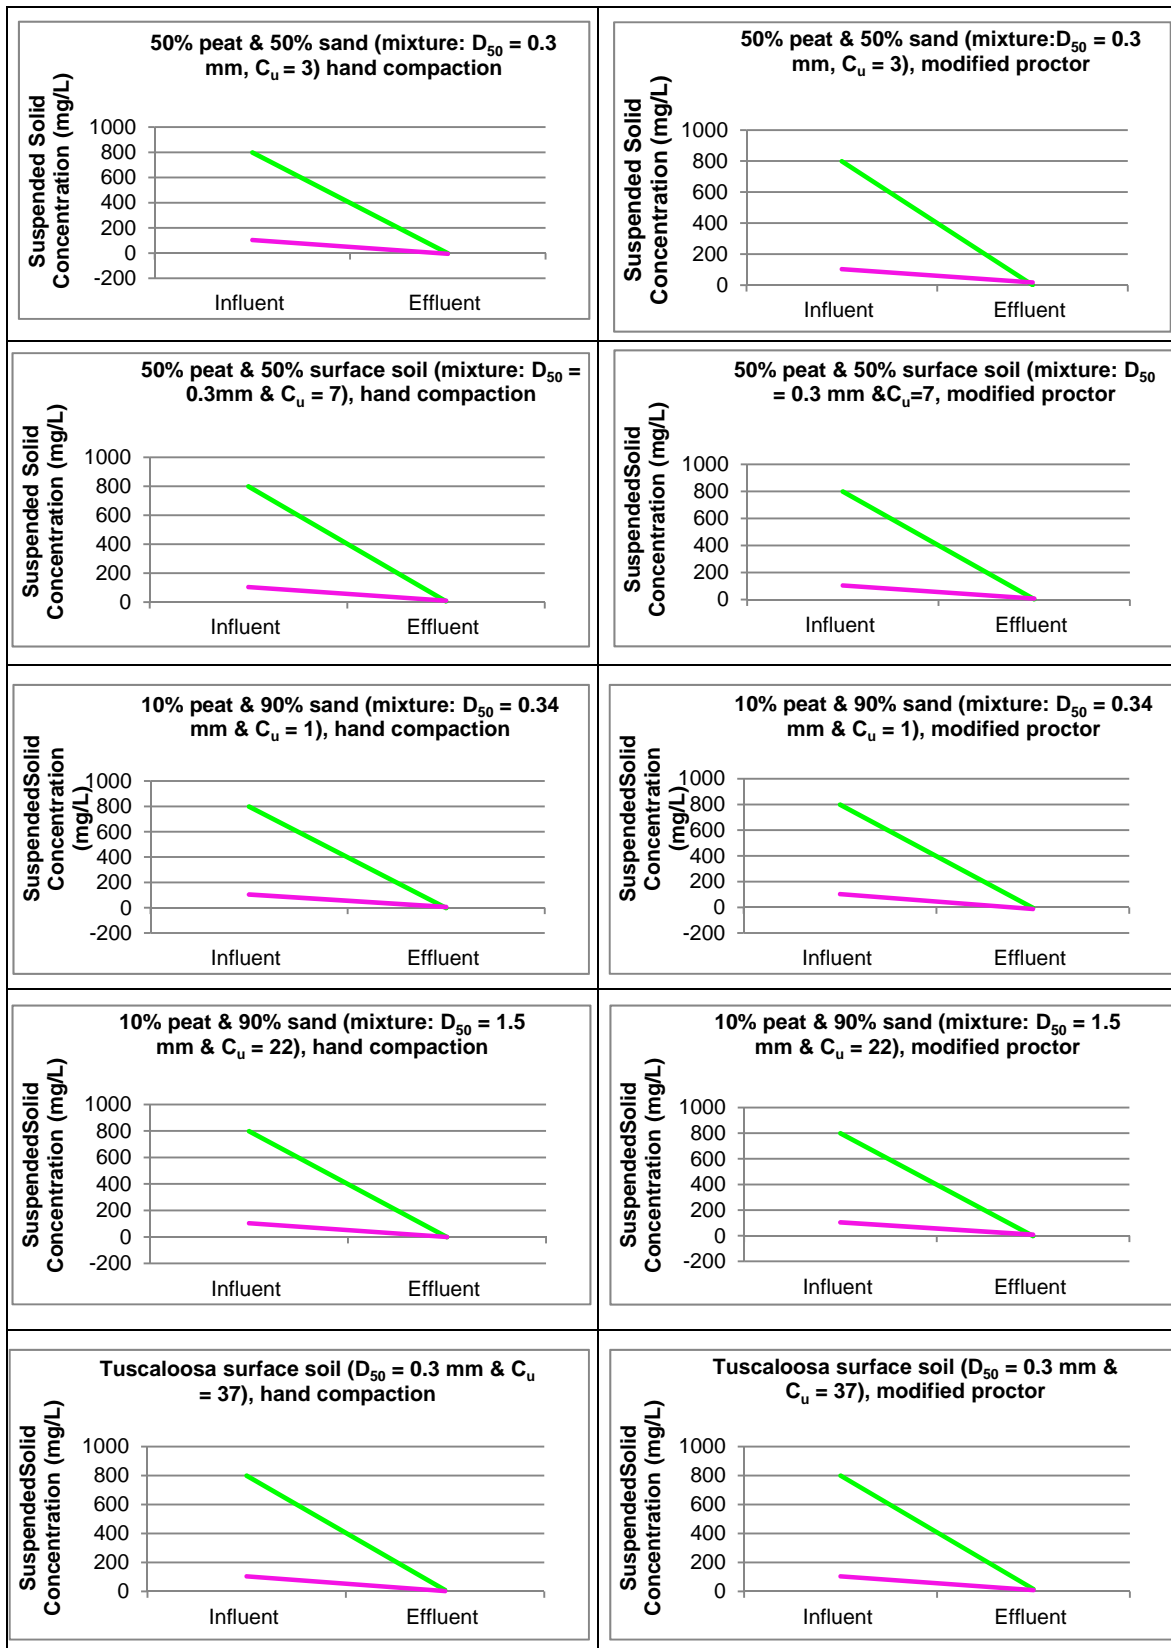 50% peat & 50% sand (mixture: D50 = 0.3
mm, Cu = 3) hand compaction
Suspended Solid
Concentration (mg/L)
1000
800
600
400
200
0
-200
Influent Effluent
50% peat & 50% sand (mixture:D50 = 0.3
mm, Cu = 3), modified proctor
Suspended Solid
Concentration (mg/L)
1000
800
600
400
200
0
Influent Effluent
50% peat & 50% surface soil (mixture: D50 =
0.3mm & Cu = 7), hand compaction
Suspended Solid
Concentration (mg/L)
1000
800
600
400
200
0
Influent Effluent
50% peat & 50% surface soil (mixture: D50
= 0.3 mm &Cu=7, modified proctor
SuspendedSolid
Concentration (mg/L)
1000
800
600
400
200
0
Influent Effluent
10% peat & 90% sand (mixture: D50 = 0.34
mm & Cu = 1), hand compaction
SuspendedSolid
Concentration
(mg/L)
1000
800
600
400
200
0
-200
Influent Effluent
10% peat & 90% sand (mixture: D50 = 0.34
mm & Cu = 1), modified proctor
SuspendedSolid
Concentration
(mg/L)
1000
800
600
400
200
0
-200
Influent Effluent
10% peat & 90% sand (mixture: D50 = 1.5
mm & Cu = 22), hand compaction
SuspendedSolid
Concentration (mg/L)
1000
800
600
400
200
0
-200
Influent Effluent
10% peat & 90% sand (mixture: D50 = 1.5
mm & Cu = 22), modified proctor
SuspendedSolid
Concentration (mg/L)
1000
800
600
400
200
0
-200
Influent Effluent
Tuscaloosa surface soil (D50 = 0.3 mm & Cu
= 37), hand compaction
SuspendedSolid
Concentration (mg/L)
1000
800
600
400
200
0
Influent Effluent
Tuscaloosa surface soil (D50 = 0.3 mm &
Cu = 37), modified proctor
SuspendedSolid
Concentration (mg/L)
1000
800
600
400
200
0
Influent Effluent